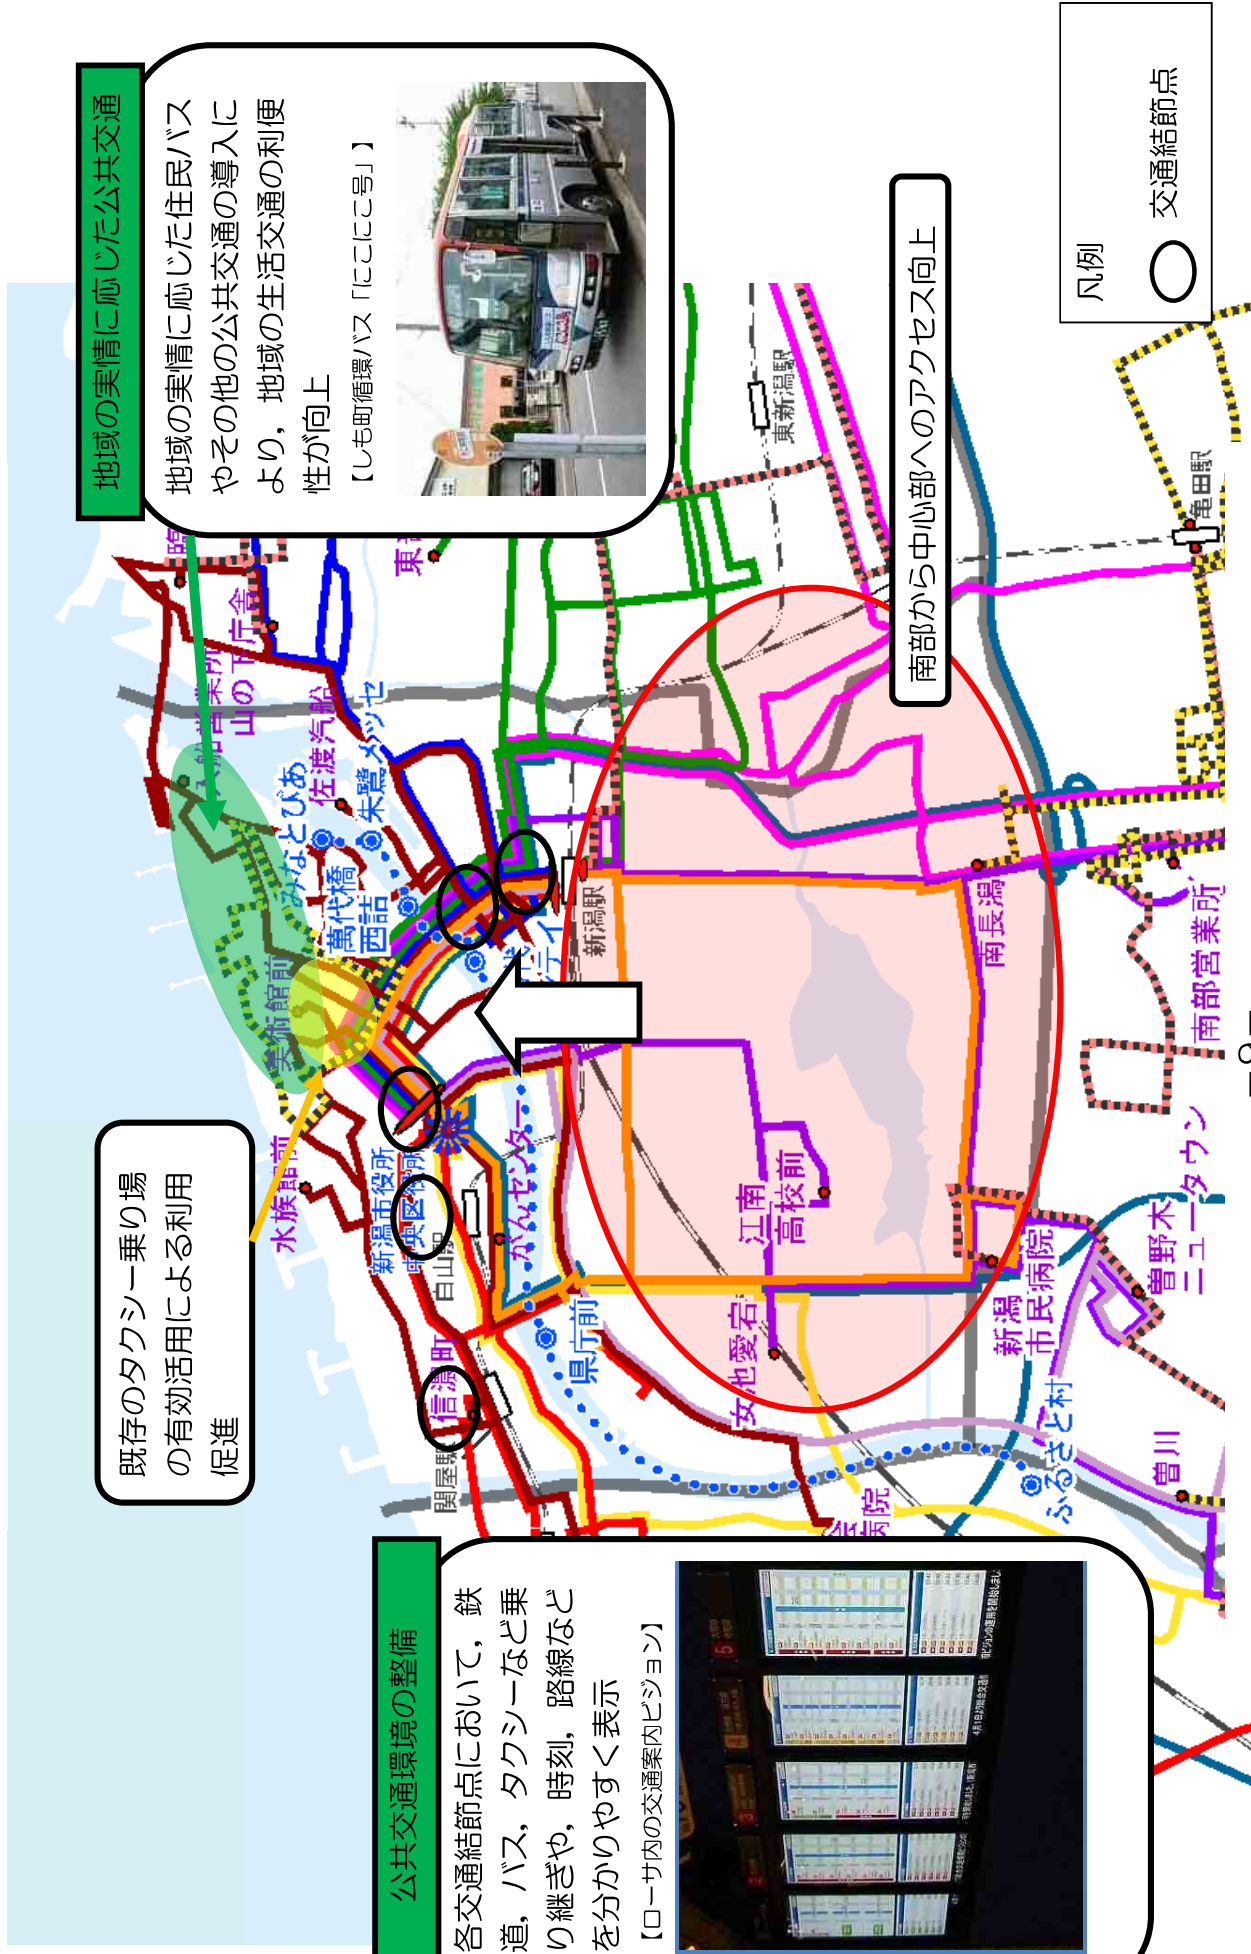 公共交通環境の整備
各交通結節点において，鉄
道，バス，タクシーなど乗
り継ぎや，時刻，路線など
を分かりやすく表示
【ローサ内の交通案内ビジョン】
既存のタクシー乗り場
の有効活用による利用
促進
地域の実情に応じた公共交通
地域の実情に応じた住民バス
やその他の公共交通の導入に
より，地域の生活交通の利便
性が向上
【しも町循環バス「にこにこ号」】
南部から中心部へのアクセス向上
凡例
交通結節点
水族館前
美術館前
山の下庁舎
佐渡汽船
朱鷺メッセ
みなとぴあ
萬代橋
西詰
新潟市役所
中央区役所
白山駅
関屋駅
信濃町
がんセンター
県庁前
新潟駅
東新潟駅
亀田駅
女池愛宕
江南
高校前
南長潟
新潟
市民病院
曽野木
ニュータウン
南部営業所
ふるさと村
曽川